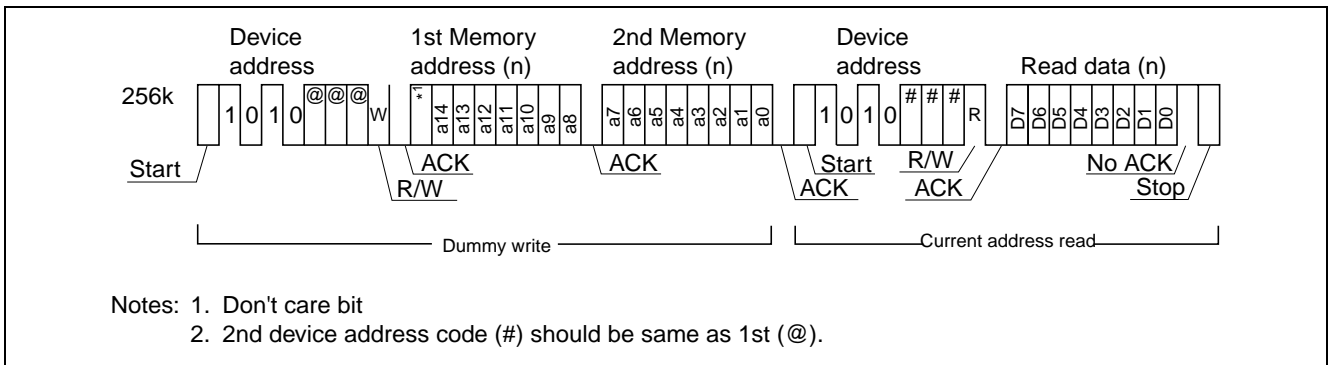 Device address
1st Memory address (n)
2nd Memory address (n)
Device address
Read data (n)
256k
1 0 1 0 @ @ @ W
*1 a14 a13 a12 a11 a10 a9 a8
a7 a6 a5 a4 a3 a2 a1 a0
1 0 1 0 # # # R
D7 D6 D5 D4 D3 D2 D1 D0
Start
R/W
ACK
ACK
ACK
Start
R/W
ACK
No ACK
Stop
Dummy write
Current address read
Notes: 1. Don't care bit
2. 2nd device address code (#) should be same as 1st (@).